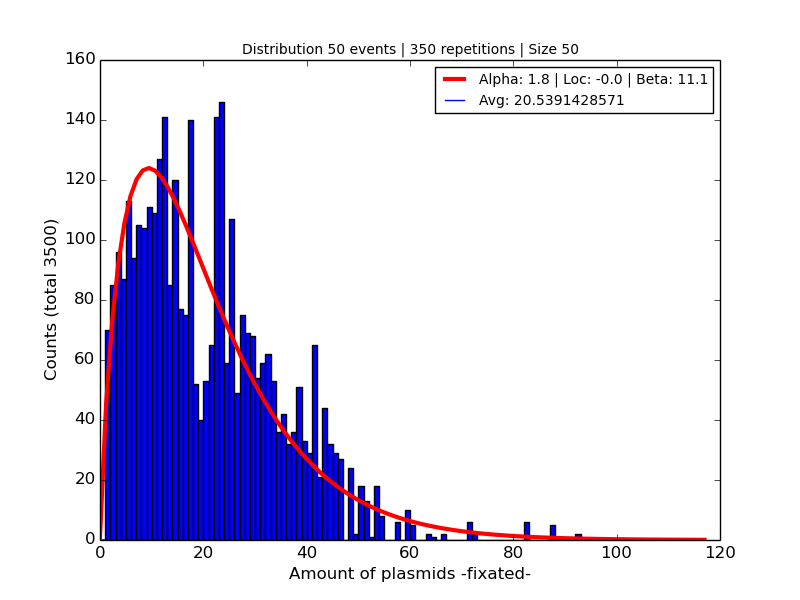 Distribution 50 events | 350 repetitions | Size 50
Alpha: 1.8 | Loc: -0.0 | Beta: 11.1
Avg: 20.5391428571
Counts (total 3500)
160
140
120
100
80
60
40
20
0
0 20 40 60 80 100 120
Amount of plasmids -fixated-